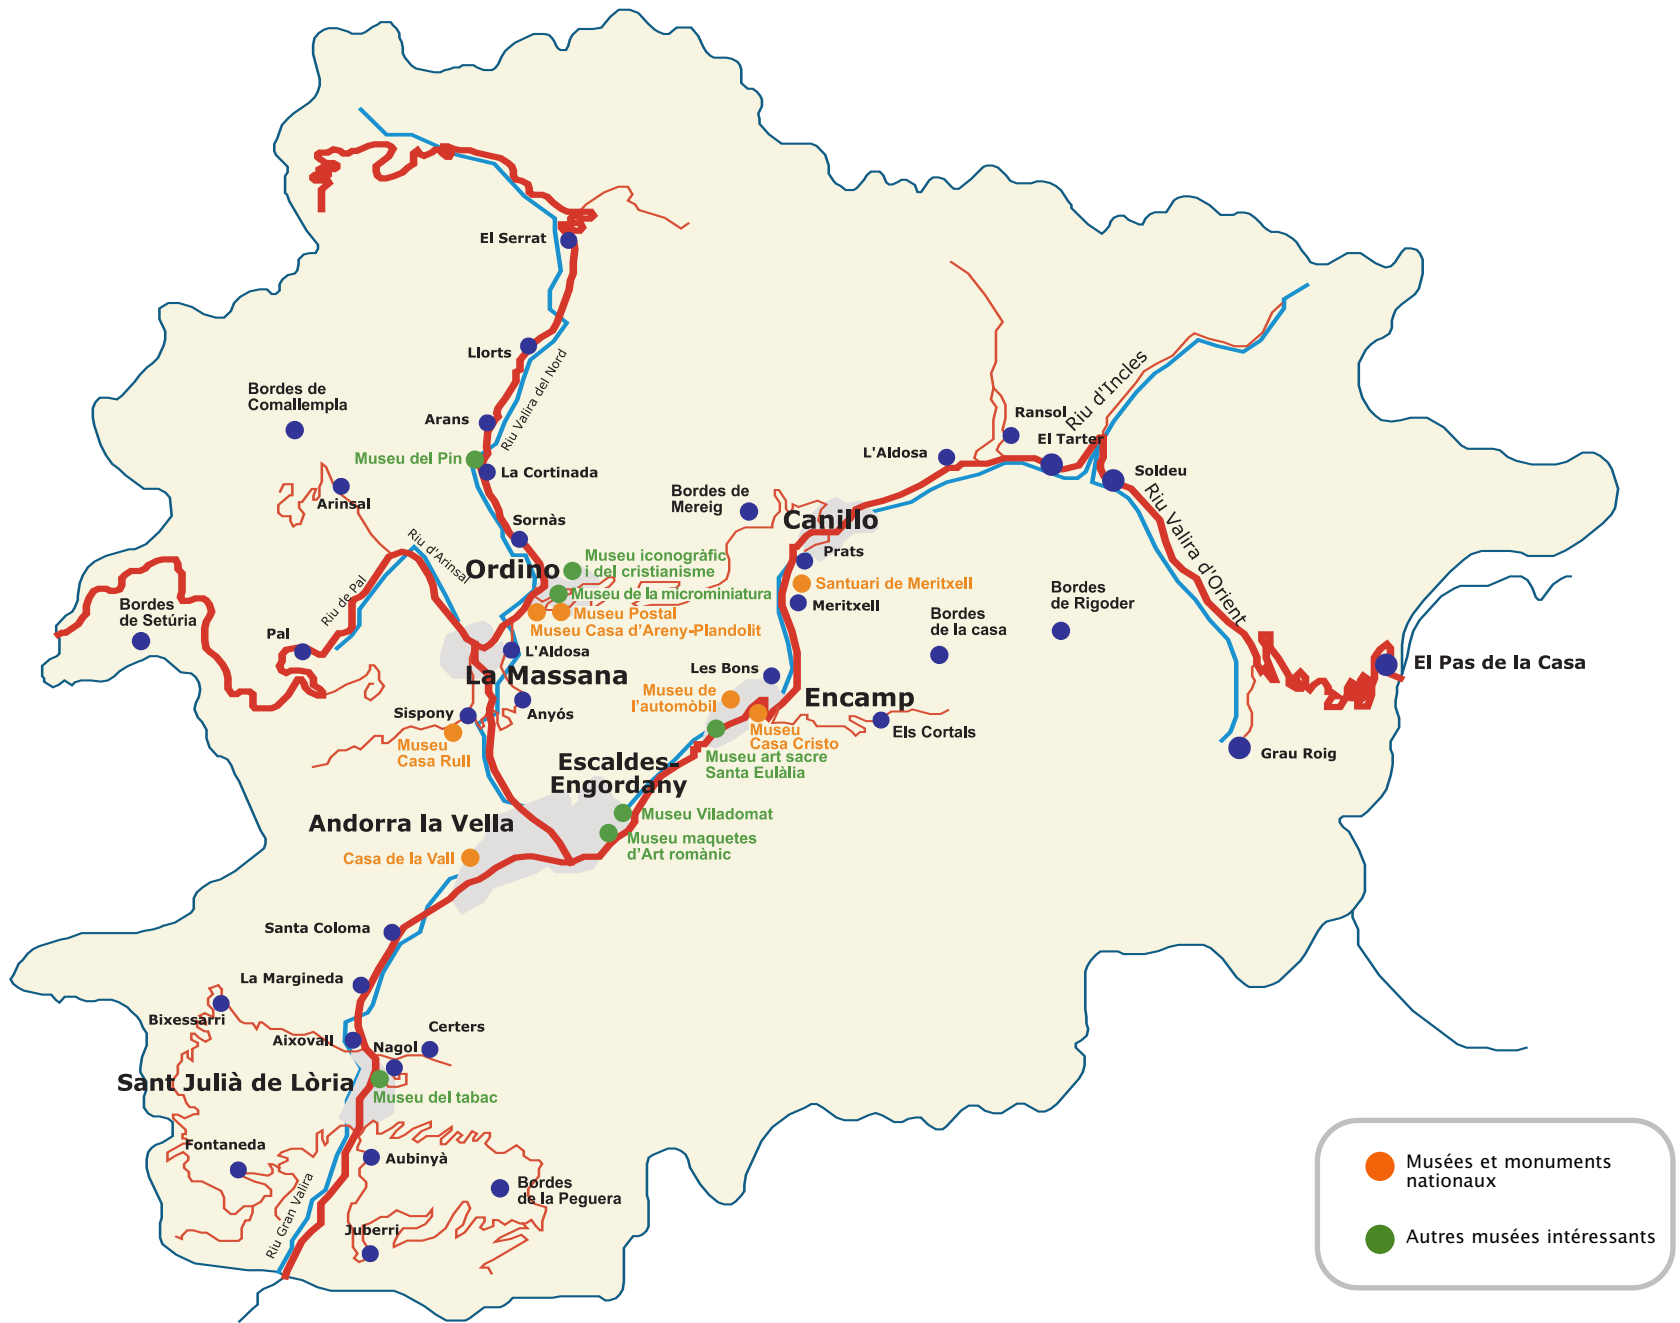 El Serrat
Llorts
Riu Valira del Nord
Bordes de
Comallempla
Arans
Museu del Pin
La Cortinada
Arinsal
Sornàs
Riu d'Arinsal
Riu de Pal
Ordino
Museu iconogràfic
i del cristianisme
Museu de la microminiatura
Museu Postal
Museu Casa d'Areny-Plandolit
Bordes
de Setúria
Pal
L'Aldosa
La Massana
Sispony
Anyós
Museu
Casa Rull
Riu d'Incles
Ransol
El Tarter
L'Aldosa
Soldeu
Riu Valira d'Orient
Bordes de
Mereig
Canillo
Prats
Santuari de Meritxell
Meritxell
Bordes
de Rigoder
Bordes
de la casa
Les Bons
Museu de
l'automòbil
Encamp
Museu
Casa Cristo
Els Cortals
El Pas de la Casa
Grau Roig
Museu art sacre
Santa Eulàlia
Escaldes-
Engordany
Museu Viladomat
Museu maquetes
d'Art romànic
Andorra la Vella
Casa de la Vall
Santa Coloma
La Margineda
Bixessarri
Aixovall
Certers
Nagol
Sant Julià de Lòria
Museu del tabac
Fontaneda
Aubinyà
Bordes
de la Peguera
Riu Gran Valira
Juberri
Musées et monuments
nationaux
Autres musées intéressants